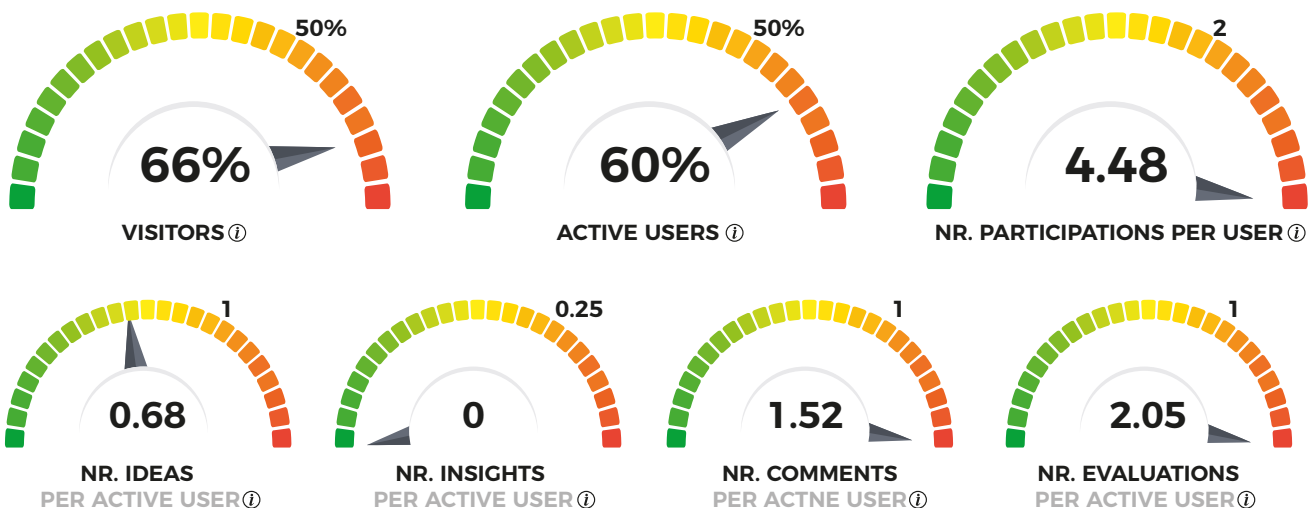 50%
66%
VISITORS i
50%
60%
ACTIVE USERS i
2
4.48
NR. PARTICIPATIONS PER USER i
1
0.68
NR. IDEAS
PER ACTIVE USER i
0.25
0
NR. INSIGHTS
PER ACTIVE USER i
1
1.52
NR. COMMENTS
PER ACTNE USER i
1
2.05
NR. EVALUATIONS
PER ACTIVE USER i